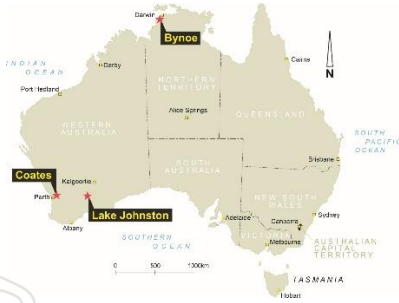 Darwin
Bynoe
INDIAN
OCEAN
Derby
Cairns
N
Port Hedland
NORTHERN
TERRITORY
Alice Springs
WESTERN
AUSTRALIA
QUEENSLAND
SOUTH
PACIFIC
OCEAN
SOUTH
AUSTRALIA
Brisbane
Coates
Kalgoorlie
Perth
NEW SOUTH
WALES
Lake Johnston
Adelaide
Sydney
Canberra
Albany
VICTORIA
AUSTRALIAN
CAPITAL
TERRITORY
SOUTHERN
OCEAN
Melbourne
0 500 1000km
TASMANIA
Hobart